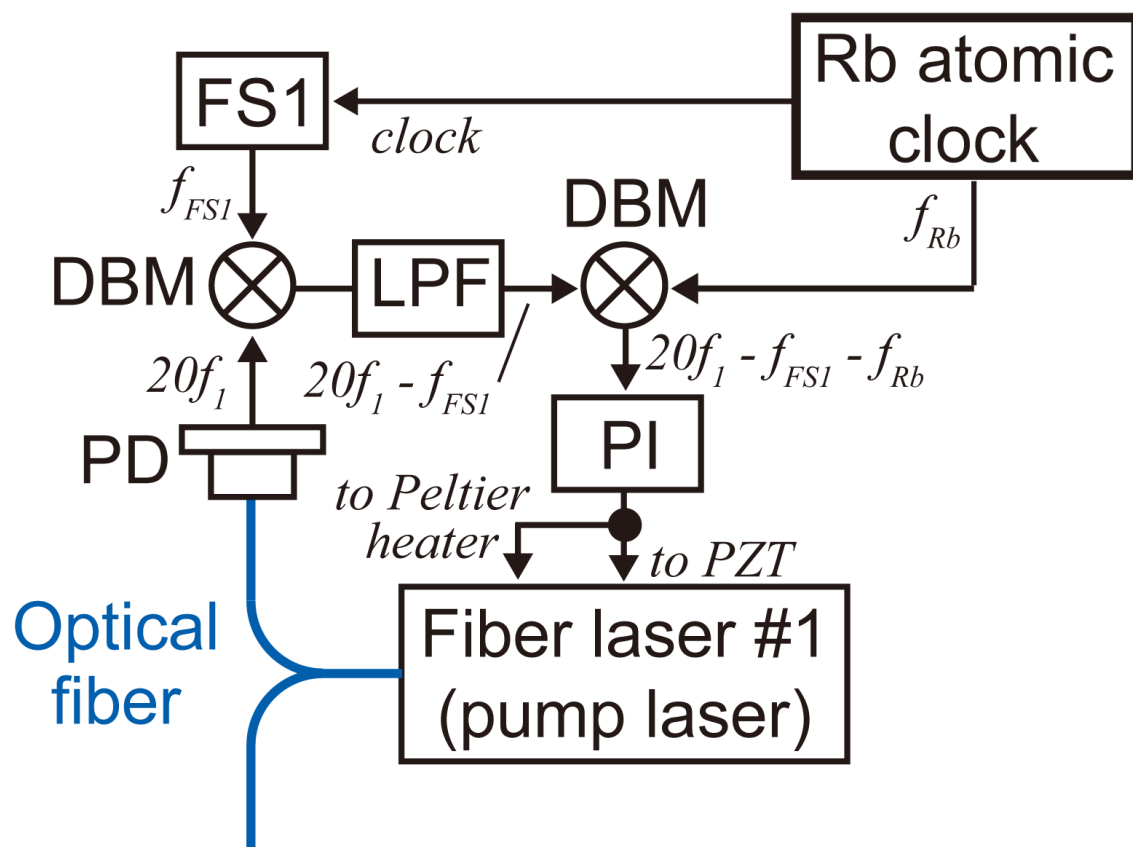 FS1
Rb atomic
clock
clock
f_FS1
f_Rb
DBM
DBM
LPF
20f_1
20f_1 - f_FS1
20f_1 - f_FS1 - f_Rb
PD
PI
to Peltier
heater
to PZT
Optical
fiber
Fiber laser #1
(pump laser)